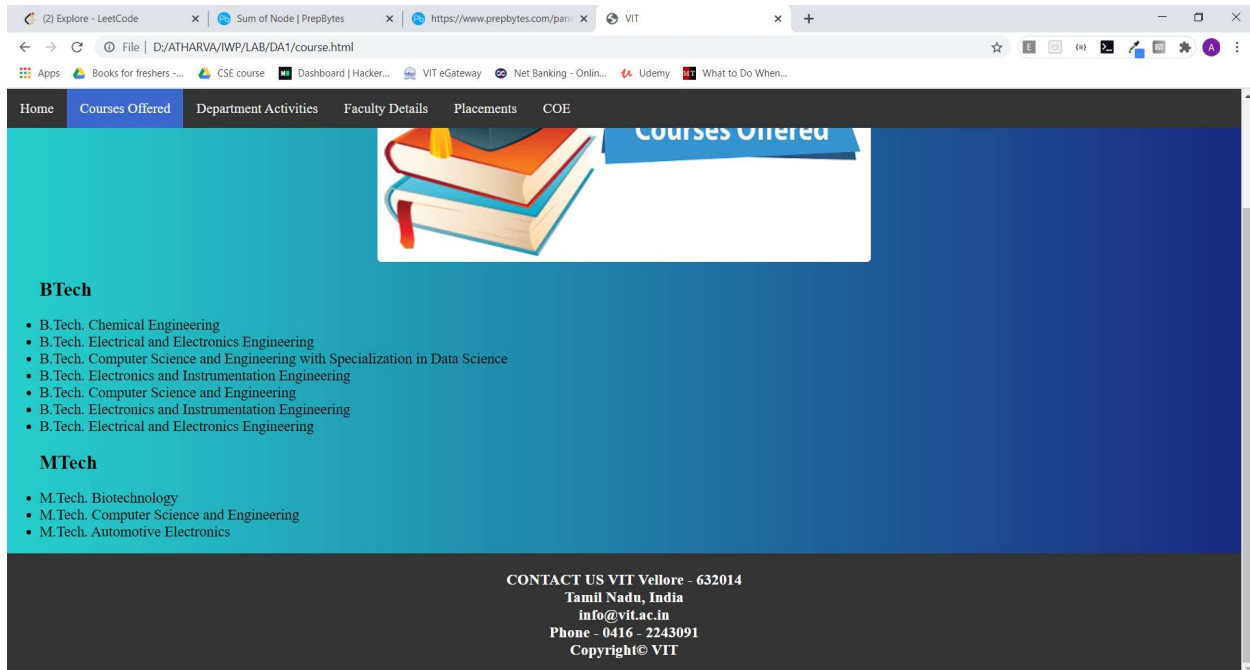 (2) Explore - LeetCode
Sum of Node | PrepBytes
https://www.prepbytes.com/pan
VIT
File | D:/ATHARVA/IWP/LAB/DA1/course.html
Apps
Books for freshers -...
CSE course
Dashboard | Hacker...
VIT eGateway
Net Banking - Onlin...
Udemy
What to Do When...
Home
Courses Offered
Department Activities
Faculty Details
Placements
COE
Courses Offered
BTech
B.Tech. Chemical Engineering
B.Tech. Electrical and Electronics Engineering
B.Tech. Computer Science and Engineering with Specialization in Data Science
B.Tech. Electronics and Instrumentation Engineering
B.Tech. Computer Science and Engineering
B.Tech. Electronics and Instrumentation Engineering
B.Tech. Electrical and Electronics Engineering
MTech
M.Tech. Biotechnology
M.Tech. Computer Science and Engineering
M.Tech. Automotive Electronics
CONTACT US VIT Vellore - 632014
Tamil Nadu, India
info@vit.ac.in
Phone - 0416 - 2243091
Copyright© VIT